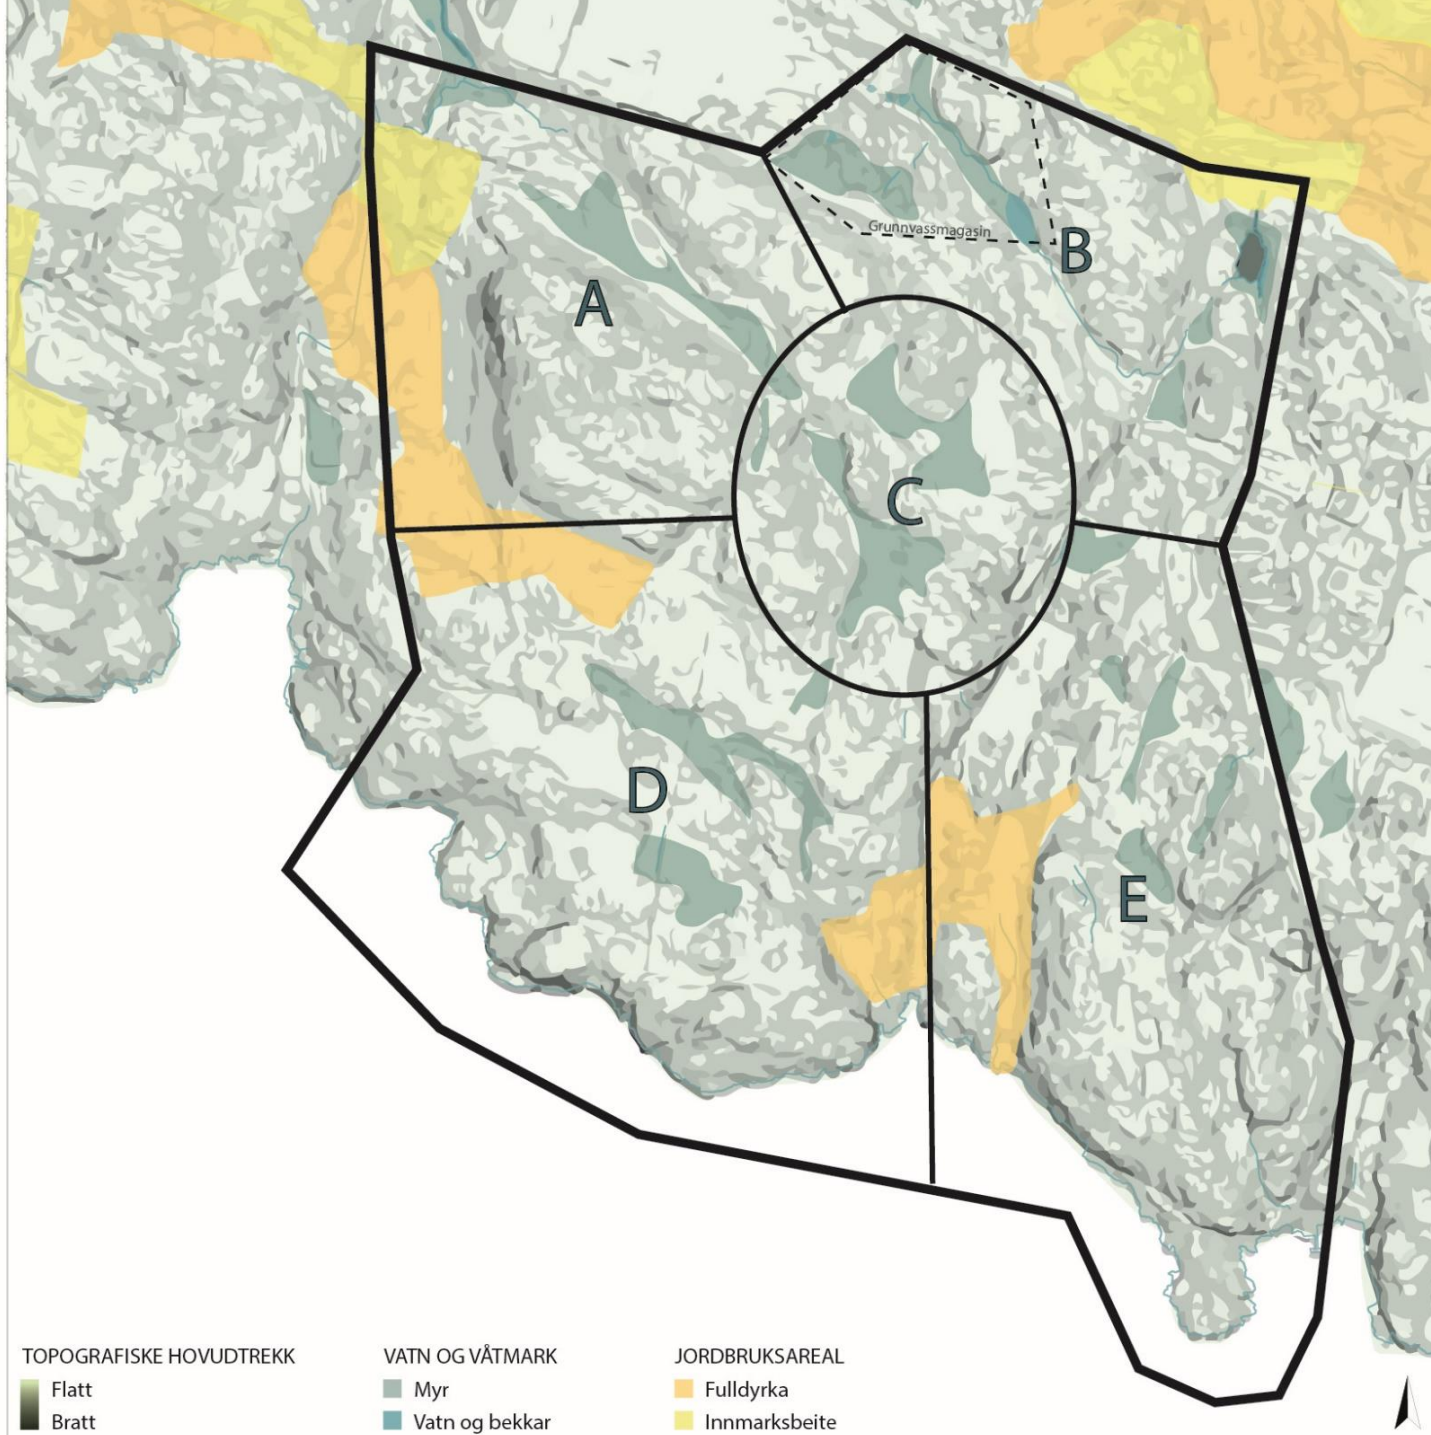 Grunnvassmagasin
B
A
C
D
E
TOPOGRAFISKE HOVUDTREKK
Flatt
Bratt
VATN OG VÅTMARK
Myr
Vatn og bekkar
JORDBRUKSAREAL
Fulldyrka
Innmarksbeite